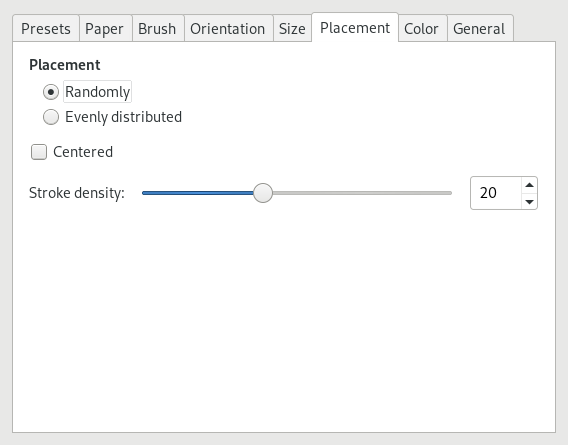 Presets Paper Brush Orientation Size Placement Color General
Placement
Randomly
Evenly distributed
Centered
Stroke density: 20